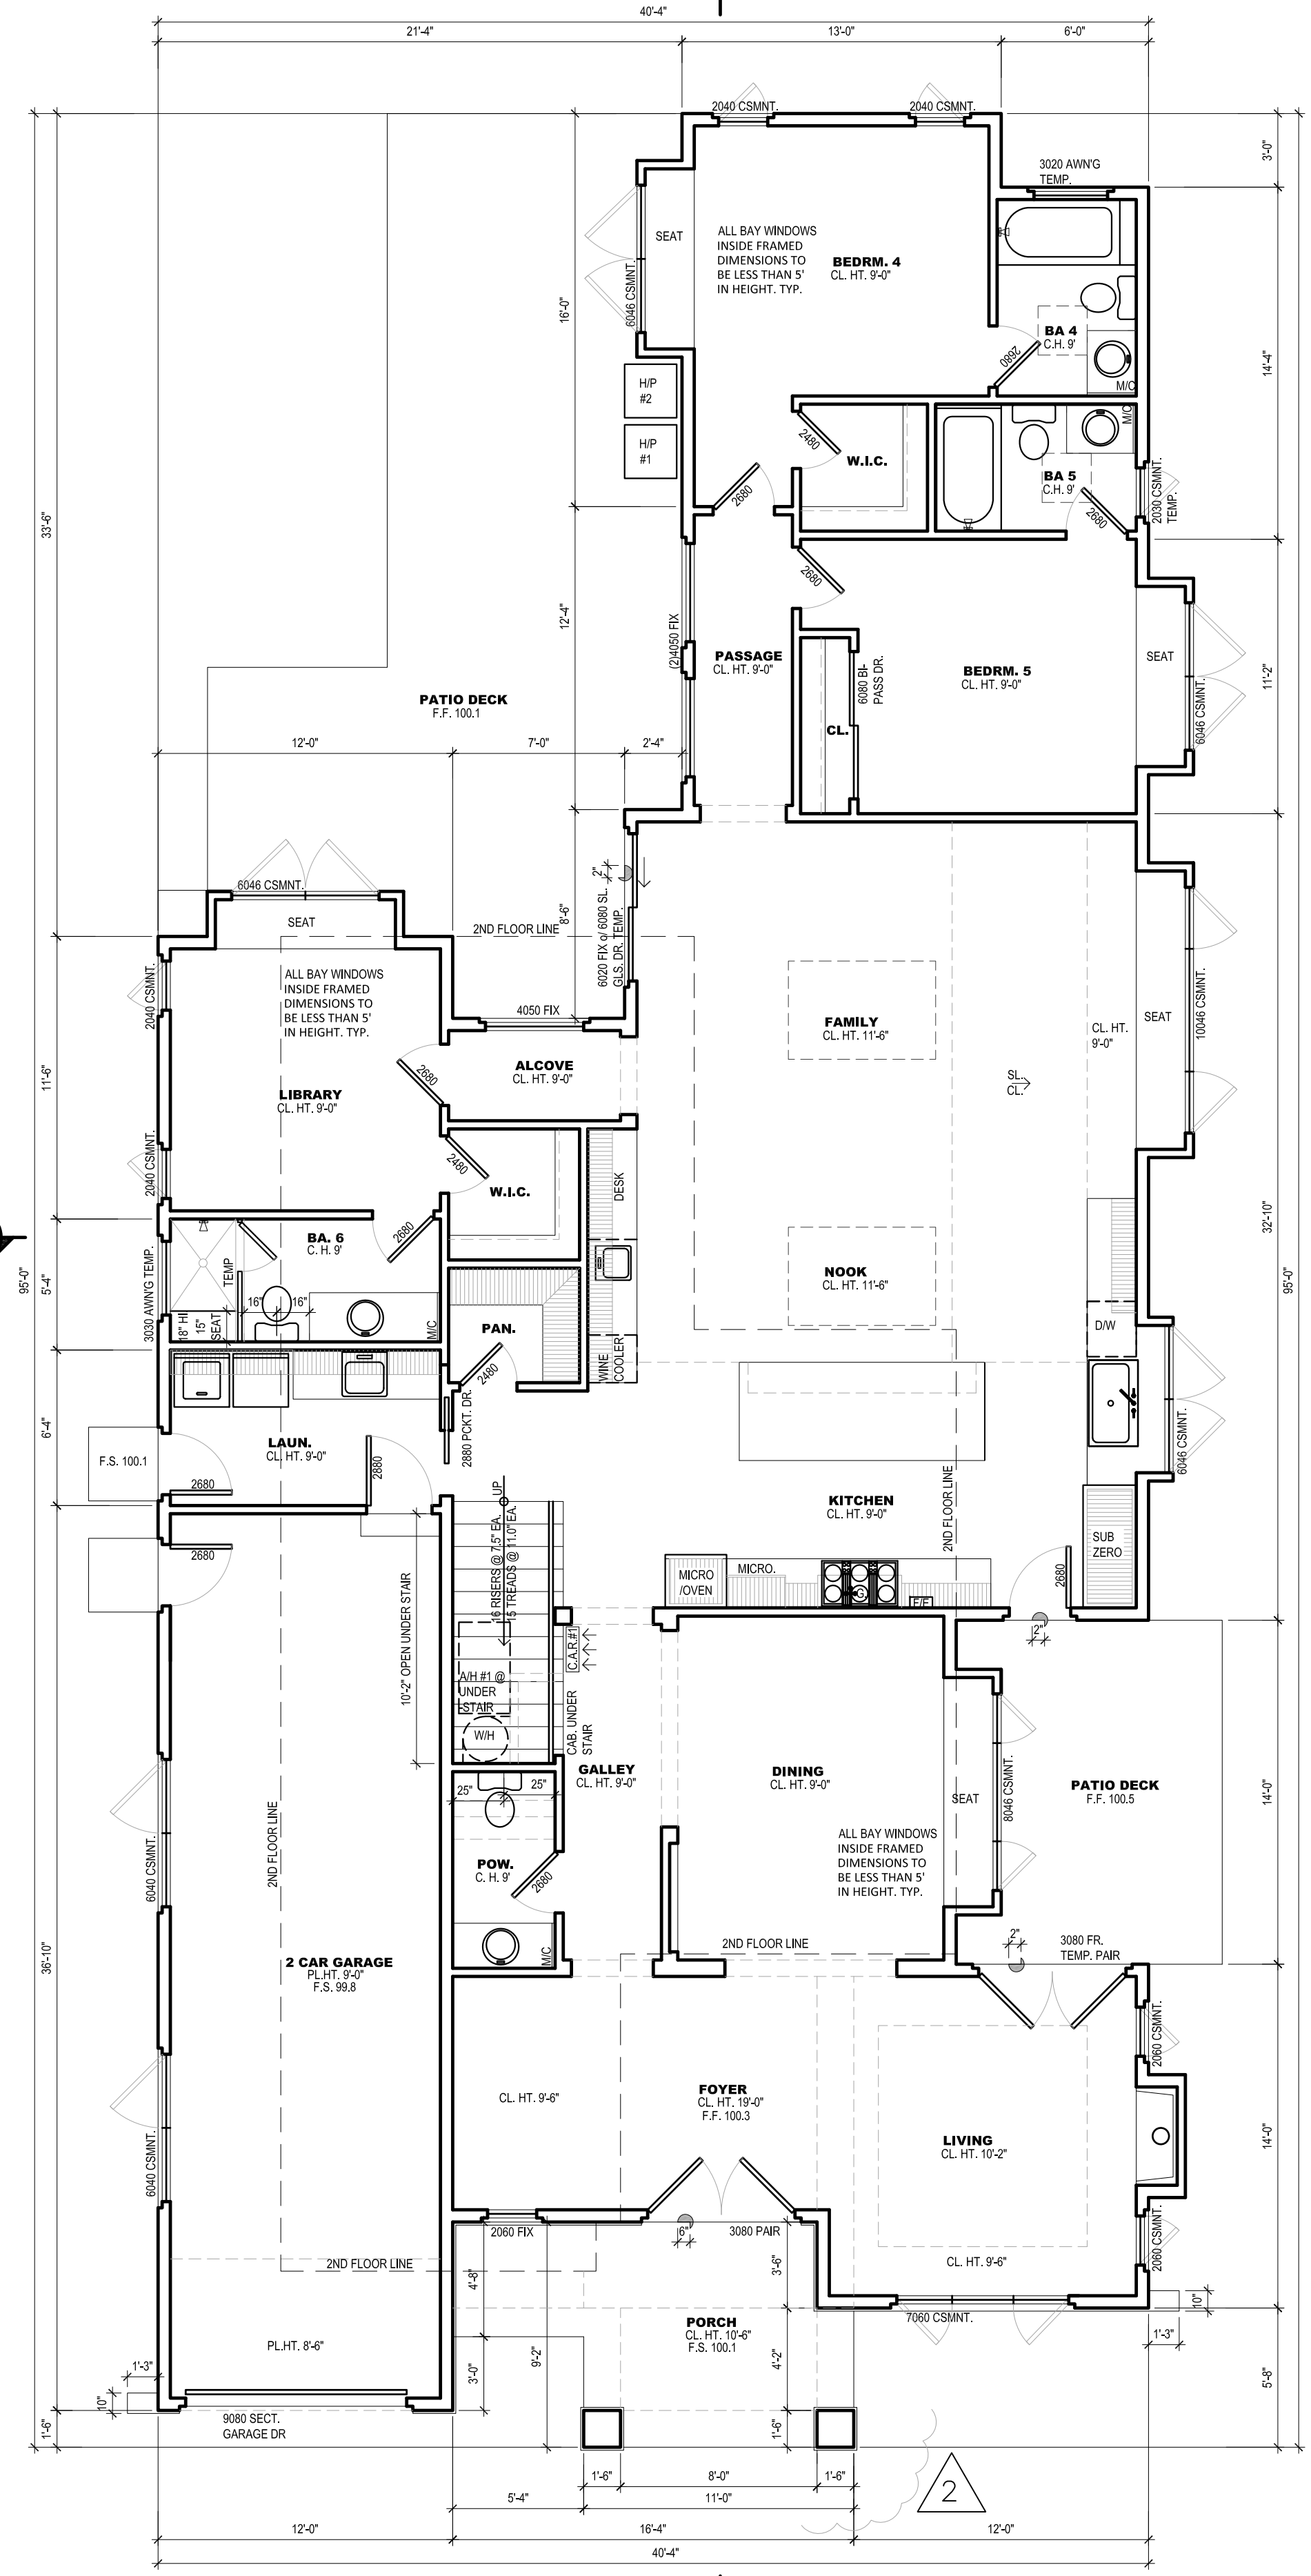 40'-4"
21'-4"
13'-0"
6'-0"
2040 CSMNT.
2040 CSMNT.
3'-0"
3020 AWN'G
TEMP.
SEAT
6046 CSMNT.
ALL BAY WINDOWS
INSIDE FRAMED
DIMENSIONS TO
BE LESS THAN 5'
IN HEIGHT. TYP.
BEDRM. 4
CL. HT. 9'-0"
16'-0"
BA 4
C.H. 9'
2680
M/C
14'-4"
H/P
#2
H/P
#1
2480
W.I.C.
M/C
BA 5
C.H. 9'
2680
2680
2030 CSMNT.
TEMP.
33'-6"
2680
12'-4"
(2)4050 FIX
PASSAGE
CL. HT. 9'-0"
6080 BI-
PASS DR.
BEDRM. 5
CL. HT. 9'-0"
SEAT
6046 CSMNT.
11'-2"
PATIO DECK
F.F. 100.1
CL.
12'-0"
7'-0"
2'-4"
2"
6046 CSMNT.
SEAT
8'-6"
2ND FLOOR LINE
6020 FIX o/ 6080 SL.
GLS. DR. TEMP.
2040 CSMNT.
ALL BAY WINDOWS
INSIDE FRAMED
DIMENSIONS TO
BE LESS THAN 5'
IN HEIGHT. TYP.
4050 FIX
FAMILY
CL. HT. 11'-6"
CL. HT.
9'-0"
SEAT
10046 CSMNT.
11'-6"
ALCOVE
CL. HT. 9'-0"
2680
LIBRARY
CL. HT. 9'-0"
SL.
CL.
2040 CSMNT.
2480
W.I.C.
DESK
32'-10"
95'-0"
95'-0"
5'-4"
3030 AWN'G TEMP.
BA. 6
C. H. 9'
2680
TEMP
16"
16"
18" HI
15"
SEAT
M/C
NOOK
CL. HT. 11'-6"
PAN.
2480
WINE
COOLER
D/W
6'-4"
F.S. 100.1
LAUN.
CL. HT. 9'-0"
2680
2880
2880 PCKT. DR.
UP
6046 CSMNT.
KITCHEN
CL. HT. 9'-0"
2ND FLOOR LINE
SUB
ZERO
2680
16 RISERS @ 7.5" EA.
15 TREADS @ 11.0" EA.
MICRO
/OVEN
MICRO.
G
F/F
2680
10'-2" OPEN UNDER STAIR
C.A.R.#1
2"
A/H #1 @
UNDER
STAIR
W/H
CAB. UNDER
STAIR
GALLEY
CL. HT. 9'-0"
DINING
CL. HT. 9'-0"
SEAT
8046 CSMNT.
PATIO DECK
F.F. 100.5
14'-0"
25"
25"
6040 CSMNT.
2ND FLOOR LINE
ALL BAY WINDOWS
INSIDE FRAMED
DIMENSIONS TO
BE LESS THAN 5'
IN HEIGHT. TYP.
POW.
C. H. 9'
2680
M/C
36'-10"
2 CAR GARAGE
PL.HT. 9'-0"
F.S. 99.8
2ND FLOOR LINE
2"
3080 FR.
TEMP. PAIR
2060 CSMNT.
6040 CSMNT.
CL. HT. 9'-6"
FOYER
CL. HT. 19'-0"
F.F. 100.3
LIVING
CL. HT. 10'-2"
14'-0"
2060 FIX
6"
3080 PAIR
2060 CSMNT.
2ND FLOOR LINE
4'-8"
3'-6"
CL. HT. 9'-6"
10"
7060 CSMNT.
PORCH
CL. HT. 10'-6"
F.S. 100.1
PL.HT. 8'-6"
1'-3"
1'-3"
10"
3'-0"
9'-2"
4'-2"
5'-8"
1'-6"
9080 SECT.
GARAGE DR
1'-6"
1'-6"
8'-0"
1'-6"
2
5'-4"
11'-0"
12'-0"
16'-4"
12'-0"
40'-4"